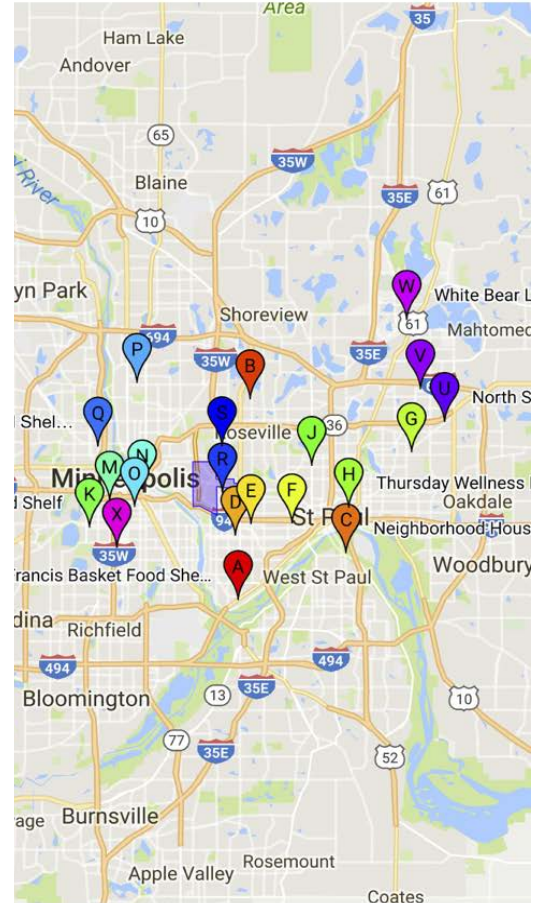 Area
35
Ham Lake
Andover
65
35W
Blaine
35E
61
10
yn Park
W
White Bear L
61
Shoreview
Mahtomed
694
P
35W
35E
V
B
U
North S
Q
S
G
l Shel...
Roseville
J
36
N
M
R
H
Minneapolis
O
Thursday Wellness
K
D
E
F
Oakdale
d Shelf
X
94
St Paul
C
Neighborhood Hous
35W
A
Woodbury
Francis Basket Food She...
West St Paul
dina
Richfield
494
494
35E
Bloomington
13
10
77
35E
52
age
Burnsville
Rosemount
Apple Valley
Coates